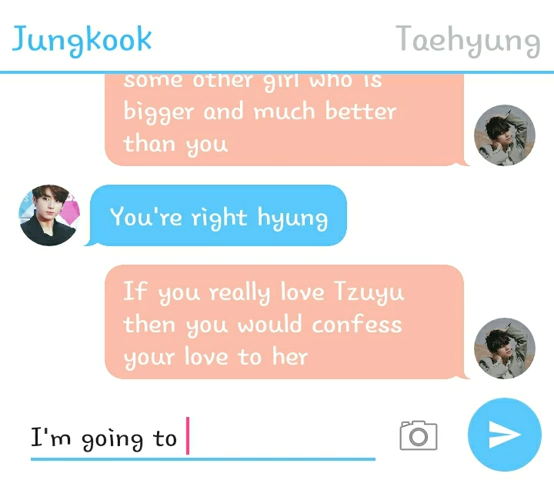 Jungkook
Taehyung
some other girl who is
bigger and much better
than you
You're right hyung
If you really love Tzuyu
then you would confess
your love to her
I'm going to